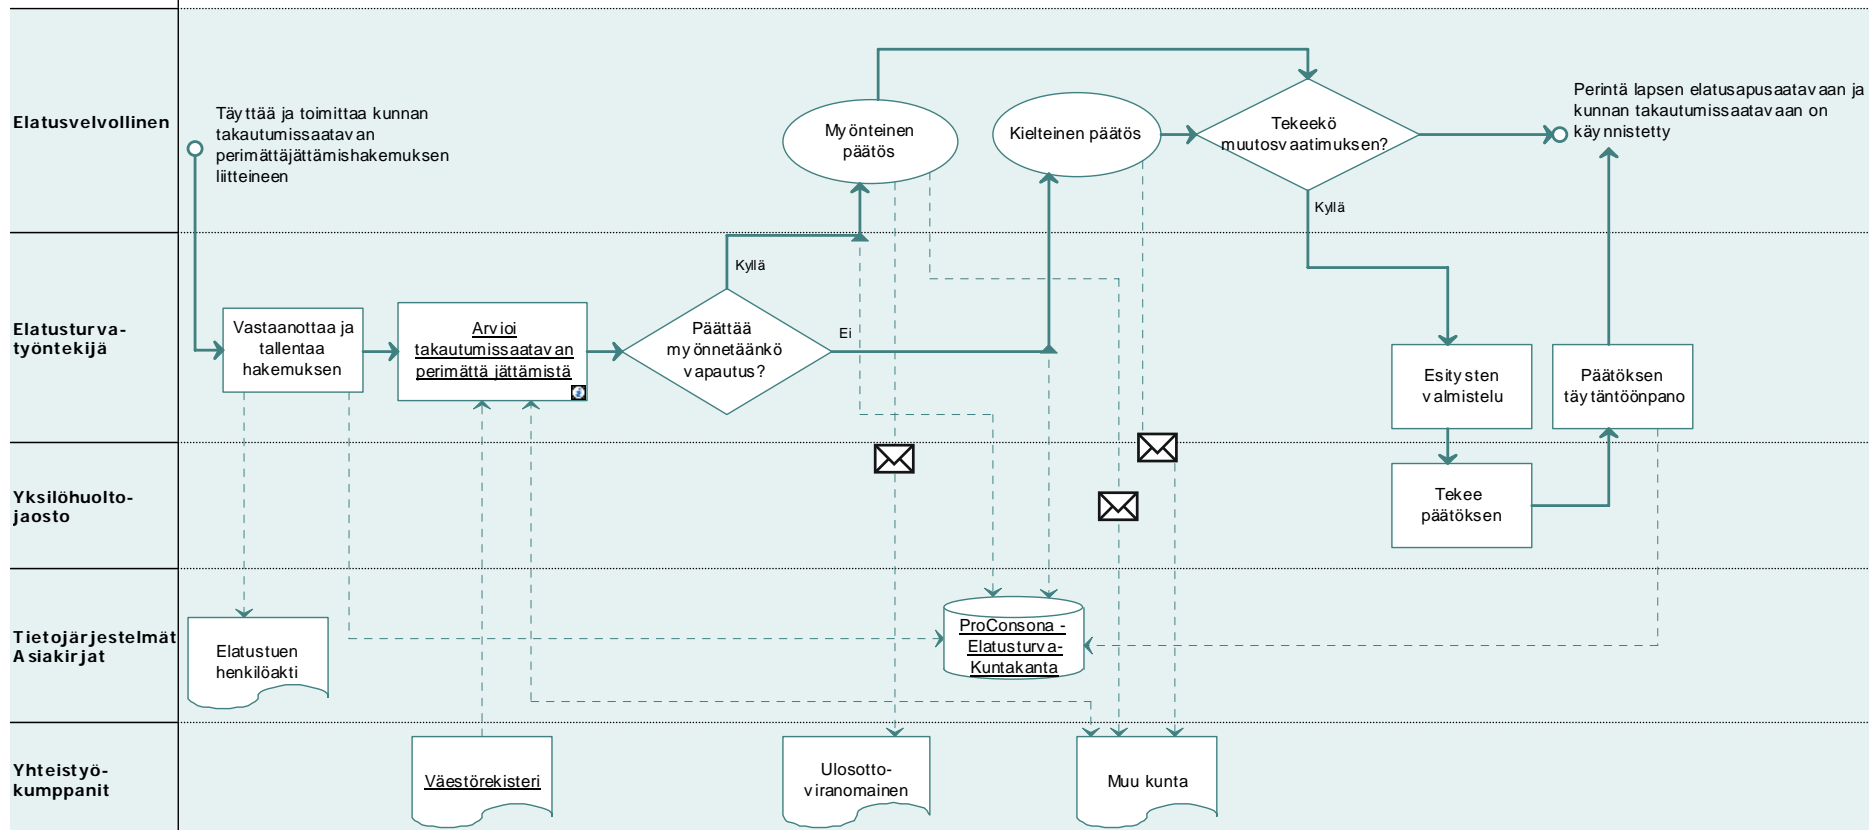 Elatusvelvollinen
Täyttää ja toimittaa kunnan
takautumissaatavan
perimättäjättämishakemuksen
liitteineen
Myönteinen
päätös
Kielteinen päätös
Tekeekö
muutosvaatimuksen?
Kyllä
Perintä lapsen elatusapusaatavaan ja
kunnan takautumissaatavaan on
käynnistetty
Elatusturva-
työntekijä
Vastaanottaa ja
tallentaa
hakemuksen
Arvioi
takautumissaatavan
perimättä jättämistä
Päättää
myönnetäänkö
vapautus?
Kyllä
Ei
Esitysten
valmistelu
Päätöksen
täytäntöönpano
Yksilöhuolto-
jaosto
Tekee
päätöksen
Tietojärjestelmät
Asiakirjat
Elatustuen
henkilöakti
ProConsona -
Elatusturva-
Kuntakanta
Yhteistyö-
kumppanit
Väestörekisteri
Ulosotto-
viranomainen
Muu kunta